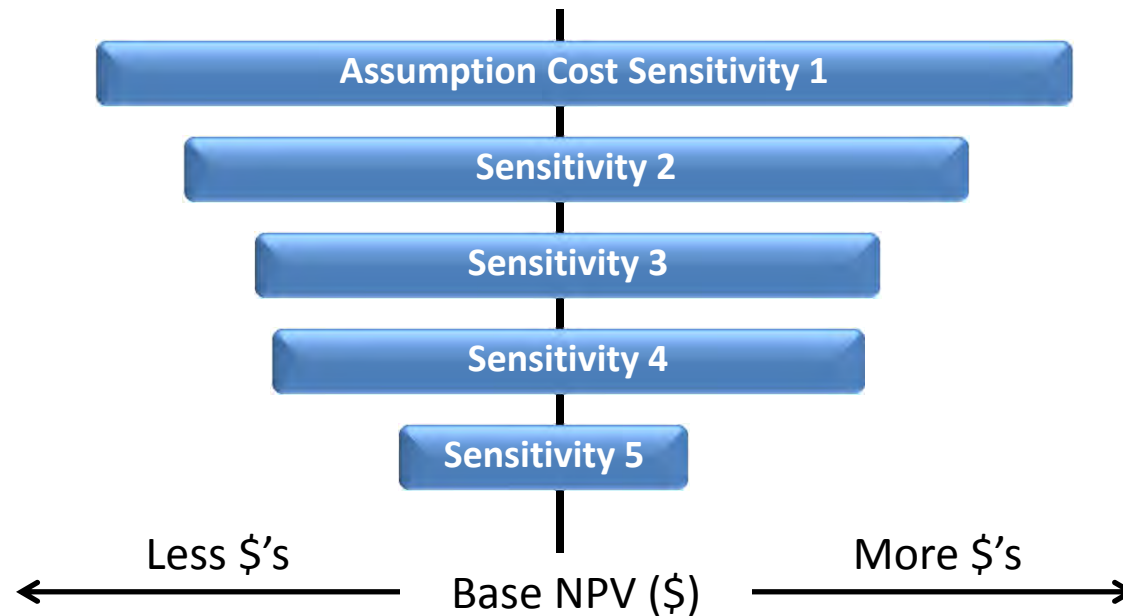 Assumption Cost Sensitivity 1
Sensitivity 2
Sensitivity 3
Sensitivity 4
Sensitivity 5
Less $’s
More $’s
Base NPV ($)